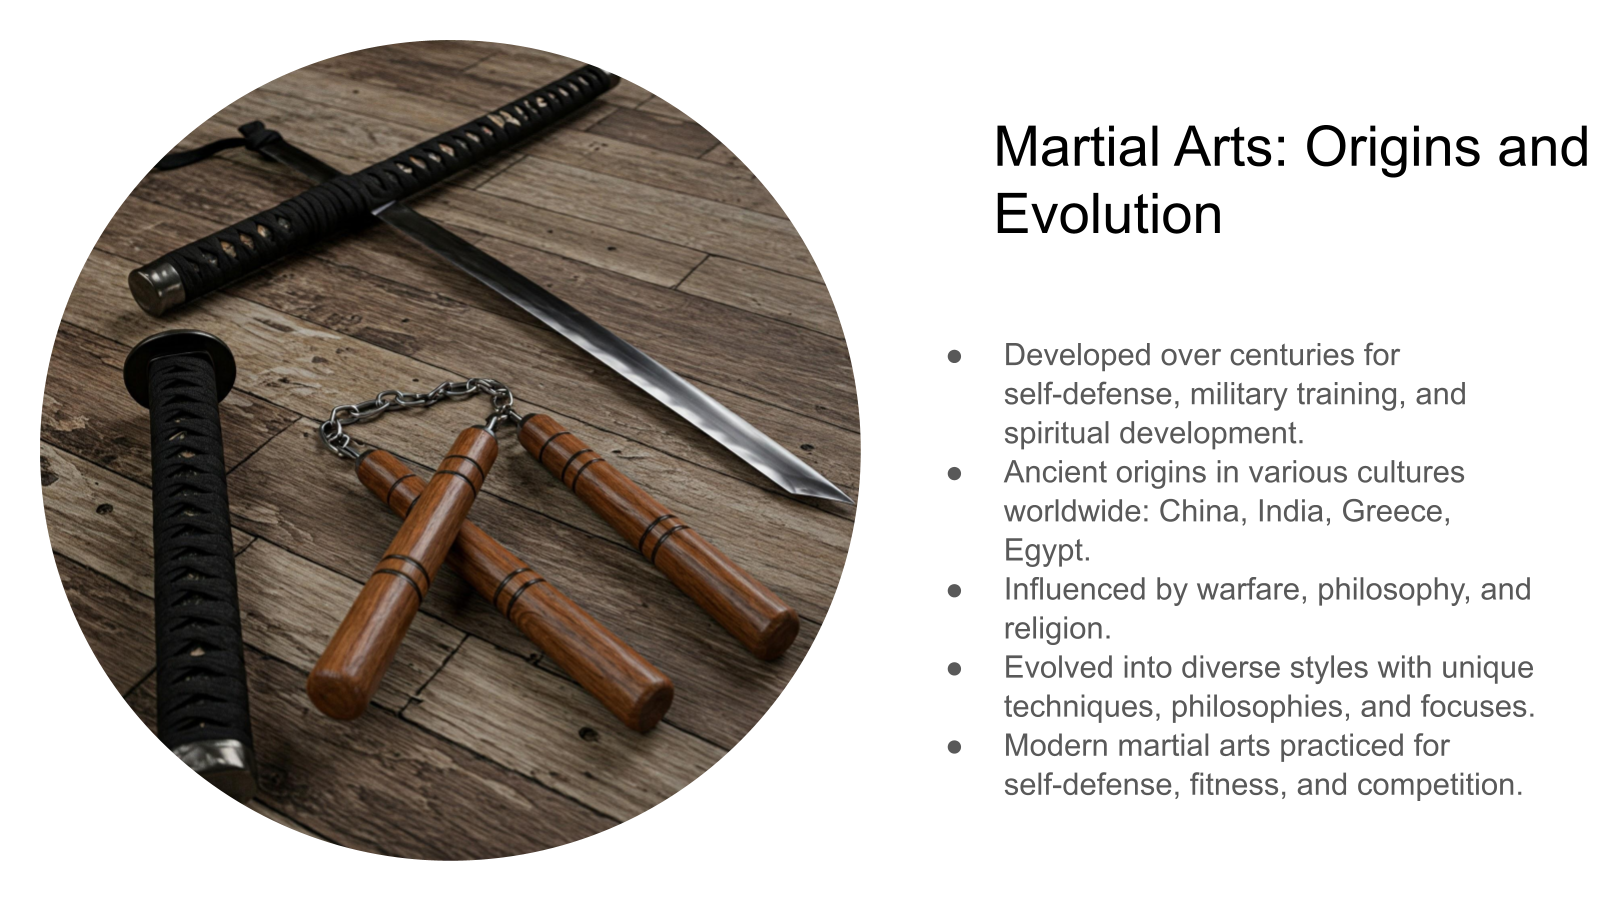 Martial Arts: Origins and
Evolution
● Developed over centuries for
self-defense, military training, and
spiritual development.
● Ancient origins in various cultures
worldwide: China, India, Greece,
Egypt.
● Influenced by warfare, philosophy, and
religion.
● Evolved into diverse styles with unique
techniques, philosophies, and focuses.
● Modern martial arts practiced for
self-defense, fitness, and competition.